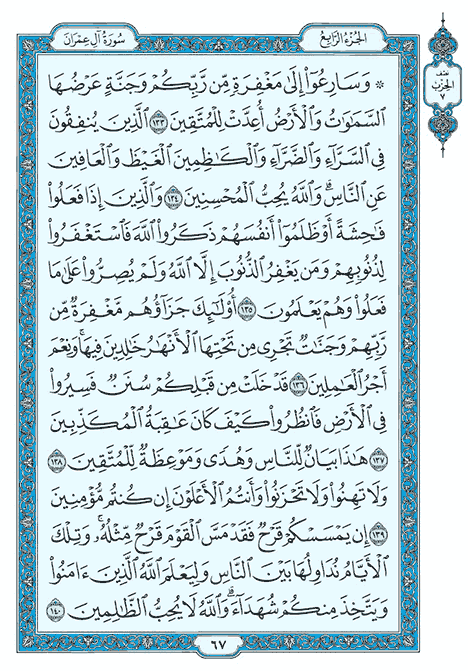 سُورَةُ آلِ عِمْرَانَ
الجُزْءُ الرَّابِعُ
نصف
الحزب
٧
۞ وَسَارِعُوٓا۟ إِلَىٰ مَغْفِرَةٍ مِّن رَّبِّكُمْ وَجَنَّةٍ عَرْضُهَا
ٱلسَّمَـٰوَٰتُ وَٱلْأَرْضُ أُعِدَّتْ لِلْمُتَّقِينَ ١٣٣ ٱلَّذِينَ يُنفِقُونَ
فِى ٱلسَّرَّآءِ وَٱلضَّرَّآءِ وَٱلْكَـٰظِمِينَ ٱلْغَيْظَ وَٱلْعَافِينَ
عَنِ ٱلنَّاسِ ۗ وَٱللَّهُ يُحِبُّ ٱلْمُحْسِنِينَ ١٣٤ وَٱلَّذِينَ إِذَا فَعَلُوا۟
فَـٰحِشَةً أَوْ ظَلَمُوٓا۟ أَنفُسَهُمْ ذَكَرُوا۟ ٱللَّهَ فَٱسْتَغْفَرُوا۟
لِذُنُوبِهِمْ وَمَن يَغْفِرُ ٱلذُّنُوبَ إِلَّا ٱللَّهُ وَلَمْ يُصِرُّوا۟ عَلَىٰ مَا
فَعَلُوا۟ وَهُمْ يَعْلَمُونَ ١٣٥ أُو۟لَـٰٓئِكَ جَزَآؤُهُم مَّغْفِرَةٌ مِّن
رَّبِّهِمْ وَجَنَّـٰتٌ تَجْرِى مِن تَحْتِهَا ٱلْأَنْهَـٰرُ خَـٰلِدِينَ فِيهَا ۚ وَنِعْمَ
أَجْرُ ٱلْعَـٰمِلِينَ ١٣٦ قَدْ خَلَتْ مِن قَبْلِكُمْ سُنَنٌ فَسِيرُوا۟
فِى ٱلْأَرْضِ فَٱنظُرُوا۟ كَيْفَ كَانَ عَـٰقِبَةُ ٱلْمُكَذِّبِينَ
١٣٧ هَـٰذَا بَيَانٌ لِّلنَّاسِ وَهُدًى وَمَوْعِظَةٌ لِّلْمُتَّقِينَ ١٣٨
وَلَا تَهِنُوا۟ وَلَا تَحْزَنُوا۟ وَأَنتُمُ ٱلْأَعْلَوْنَ إِن كُنتُم مُّؤْمِنِينَ
١٣٩ إِن يَمْسَسْكُمْ قَرْحٌ فَقَدْ مَسَّ ٱلْقَوْمَ قَرْحٌ مِّثْلُهُۥ ۚ وَتِلْكَ
ٱلْأَيَّامُ نُدَاوِلُهَا بَيْنَ ٱلنَّاسِ وَلِيَعْلَمَ ٱللَّهُ ٱلَّذِينَ ءَامَنُوا۟
وَيَتَّخِذَ مِنكُمْ شُهَدَآءَ ۗ وَٱللَّهُ لَا يُحِبُّ ٱلظَّـٰلِمِينَ ١٤٠
٦٧